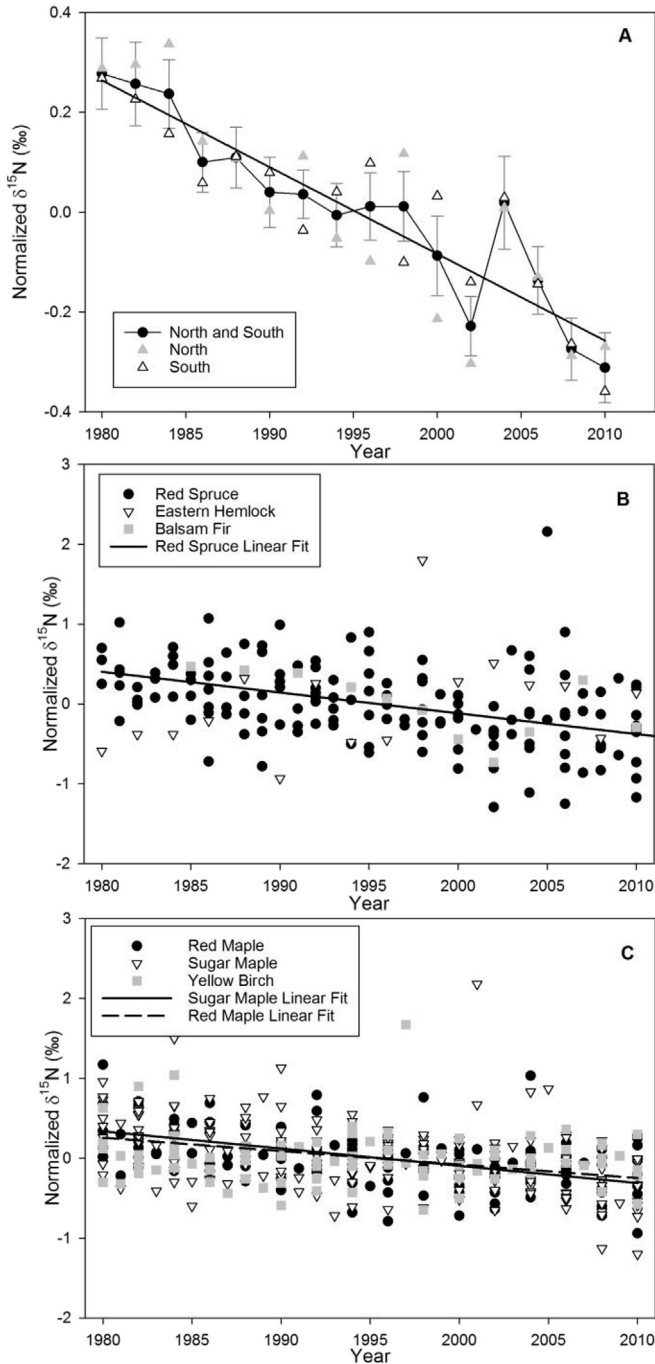 A
Normalized δ¹⁵N (‰)
0.4
0.2
0.0
-0.2
-0.4
North and South
North
South
1980 1985 1990 1995 2000 2005 2010
Year
B
Normalized δ¹⁵N (‰)
3
2
1
0
-1
-2
Red Spruce
Eastern Hemlock
Balsam Fir
Red Spruce Linear Fit
1980 1985 1990 1995 2000 2005 2010
Year
C
Normalized δ¹⁵N (‰)
3
2
1
0
-1
-2
Red Maple
Sugar Maple
Yellow Birch
Sugar Maple Linear Fit
Red Maple Linear Fit
1980 1985 1990 1995 2000 2005 2010
Year